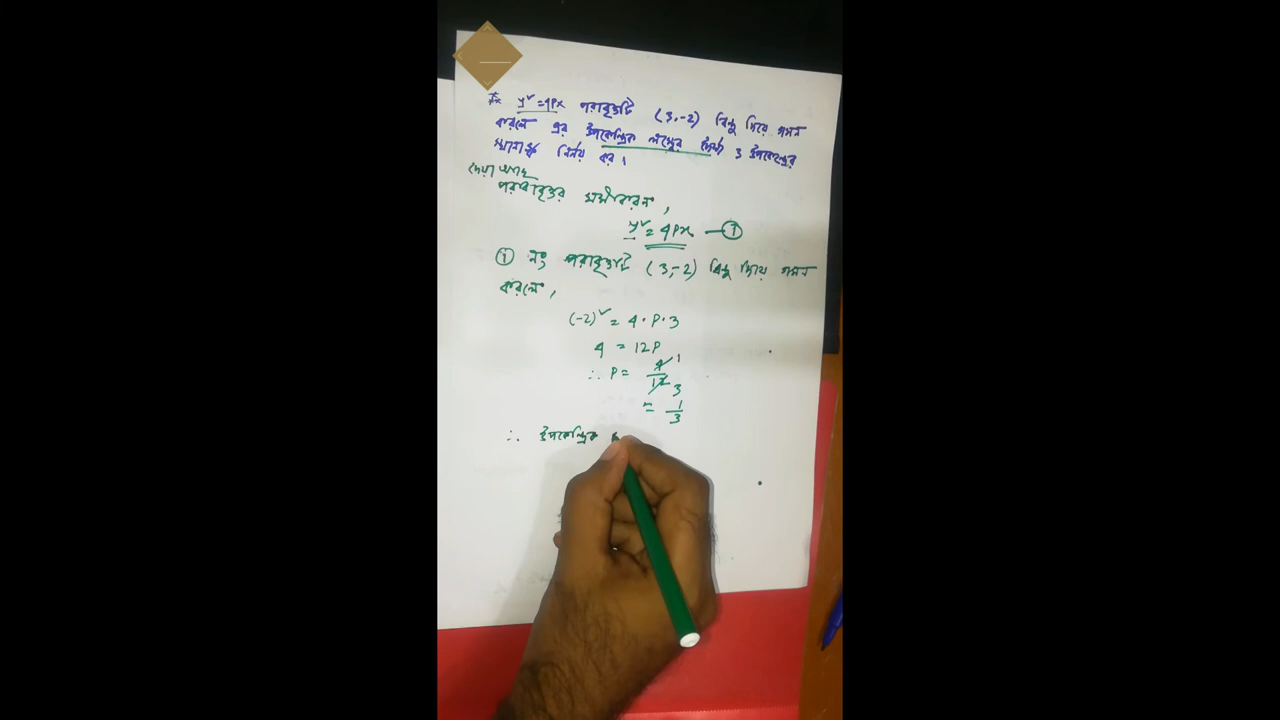 y² = 4Px পরাবৃত্তটি (3,-2) বিন্দু দিয়ে গমন
করলে এর উপকেন্দ্রিক লম্বের দৈর্ঘ্য ও উপকেন্দ্রের
স্থানাঙ্ক নির্ণয় কর।
দেয়া আছে
পরাবৃত্তের সমীকরণ,
y² = 4Px —①
① নং পরাবৃত্তটি (3,-2) বিন্দু দিয়ে গমন
করলে,
(-2)² = 4·P·3
4 = 12P
∴ P = 4/12 1 3
= 1/3
∴ উপকেন্দ্রিক